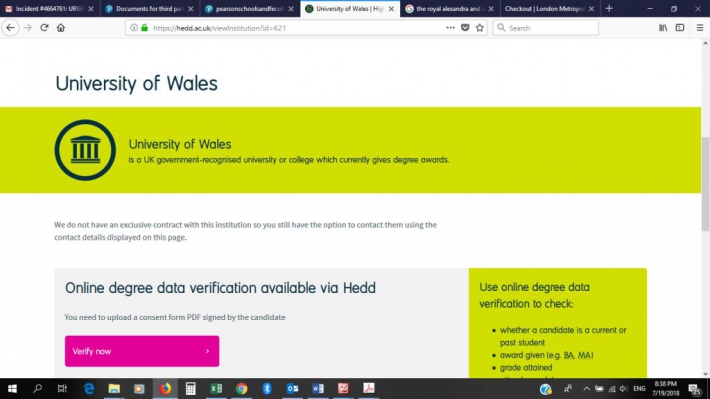 Incident #4664761: URG!
Documents for third part
pearsonschoolsandfecoll
University of Wales | High
the royal alexandra and a
Checkout | London Metropol
https://hedd.ac.uk/viewInstitution?id=621
Search
University of Wales
University of Wales
is a UK government-recognised university or college which currently gives degree awards.
We do not have an exclusive contract with this institution so you still have the option to contact them using the
contact details displayed on this page.
Online degree data verification available via Hedd
You need to upload a consent form PDF signed by the candidate
Verify now
Use online degree data
verification to check:
whether a candidate is a current or
past student
award given (e.g. BA, MA)
grade attained
ENG
8:38 PM
7/19/2018